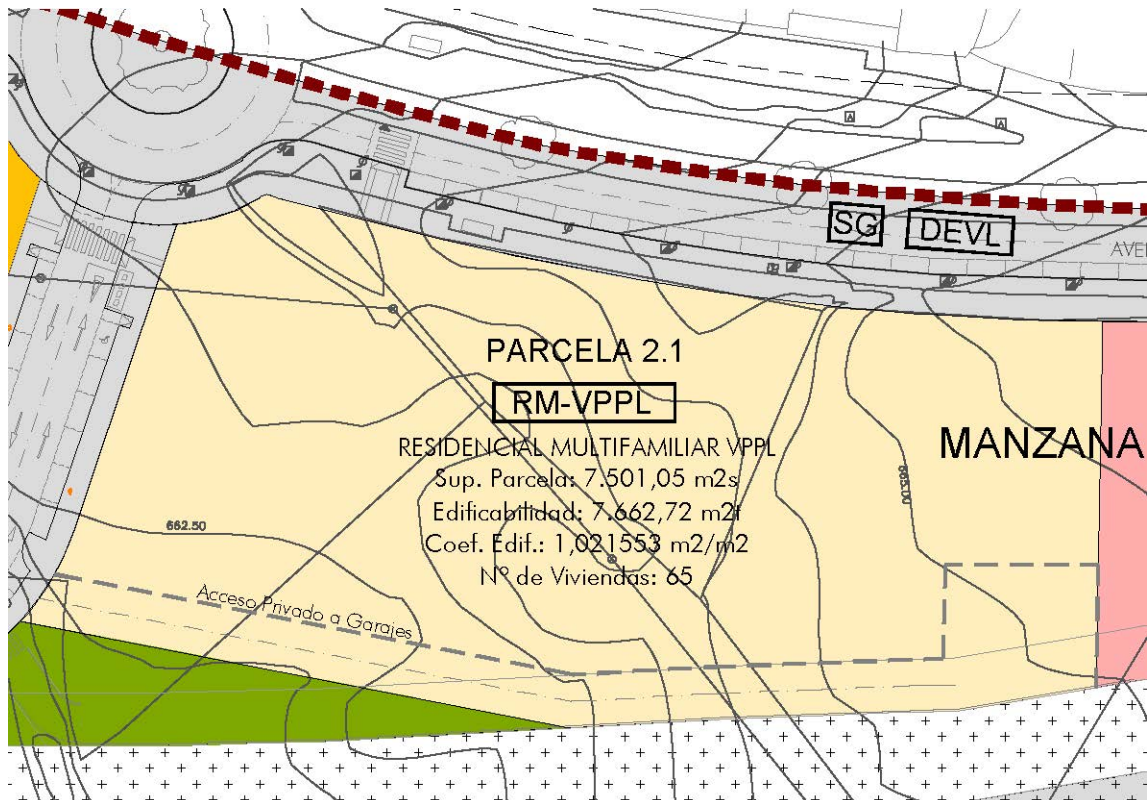 SG
DEVL
AVE
PARCELA 2.1
RM-VPPL
RESIDENCIAL MULTIFAMILIAR VPPL
MANZANA
Sup. Parcela: 7.501,05 m2s
Edificabilidad: 7.662,72 m2t
Coef. Edif.: 1,021553 m2/m2
Nº de Viviendas: 65
665.00
662.50
Acceso Privado a Garajes
A
A